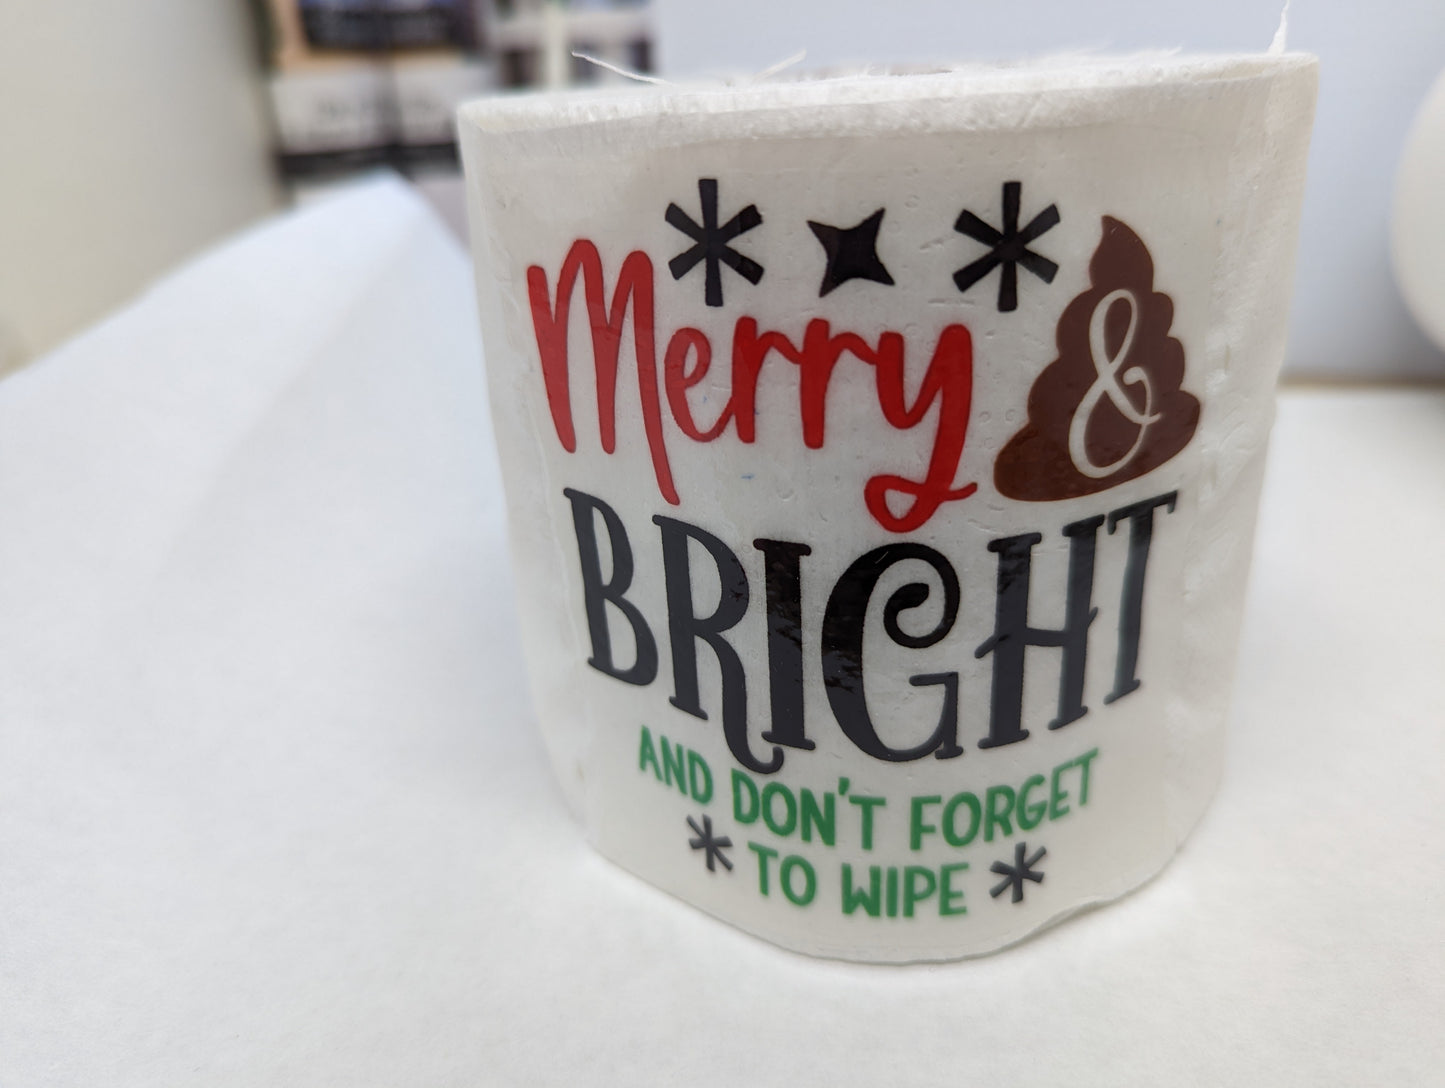 Merry &
BRIGHT
AND DON'T FORGET
TO WIPE